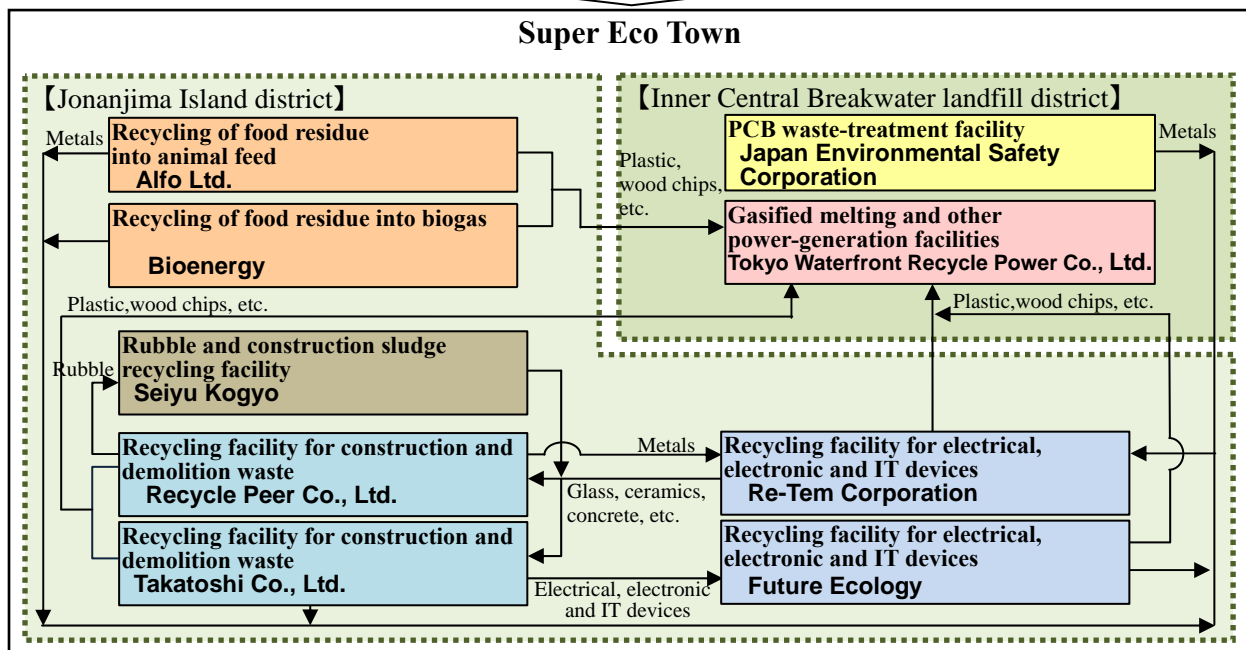 Super Eco Town
【Jonanjima Island district】
Metals
Recycling of food residue
into animal feed
Alfo Ltd.
Recycling of food residue into biogas
Bioenergy
Plastic,wood chips, etc.
Rubble
Rubble and construction sludge
recycling facility
Seiyu Kogyo
Recycling facility for construction and
demolition waste
Recycle Peer Co., Ltd.
Recycling facility for construction and
demolition waste
Takatoshi Co., Ltd.
【Inner Central Breakwater landfill district】
Plastic,
wood chips,
etc.
PCB waste-treatment facility
Japan Environmental Safety
Corporation
Metals
Gasified melting and other
power-generation facilities
Tokyo Waterfront Recycle Power Co., Ltd.
Plastic,wood chips, etc.
Metals
Glass, ceramics,
concrete, etc.
Recycling facility for electrical,
electronic and IT devices
Re-Tem Corporation
Recycling facility for electrical,
electronic and IT devices
Future Ecology
Electrical, electronic
and IT devices